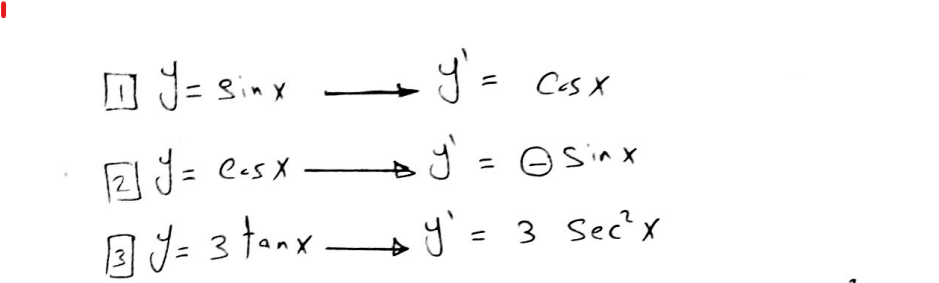 1 y = sin x → y' = cos x
2 y = cos x → y' = ⊖ sin x
3 y = 3 tan x → y' = 3 sec² x